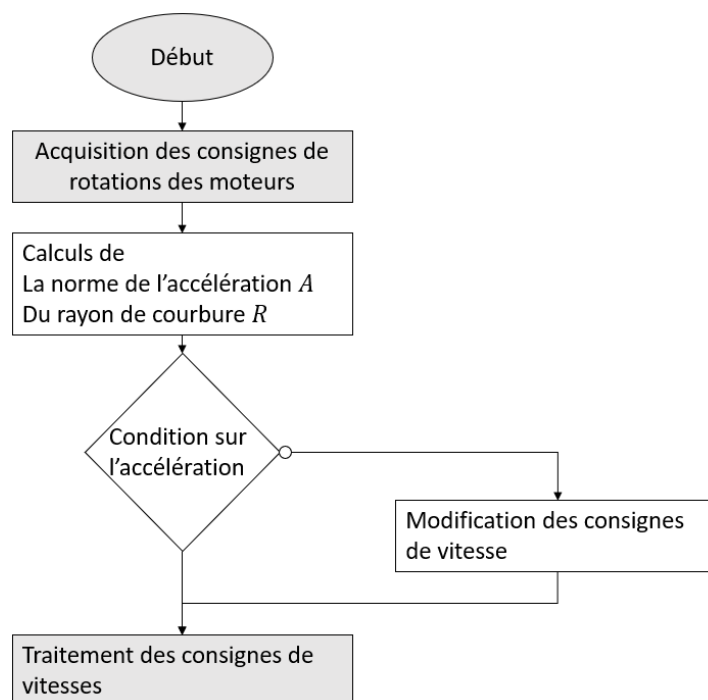 Début
Acquisition des consignes de
rotations des moteurs
Calculs de
La norme de l’accélération A
Du rayon de courbure R
Condition sur
l’accélération
Modification des consignes
de vitesse
Traitement des consignes de
vitesses